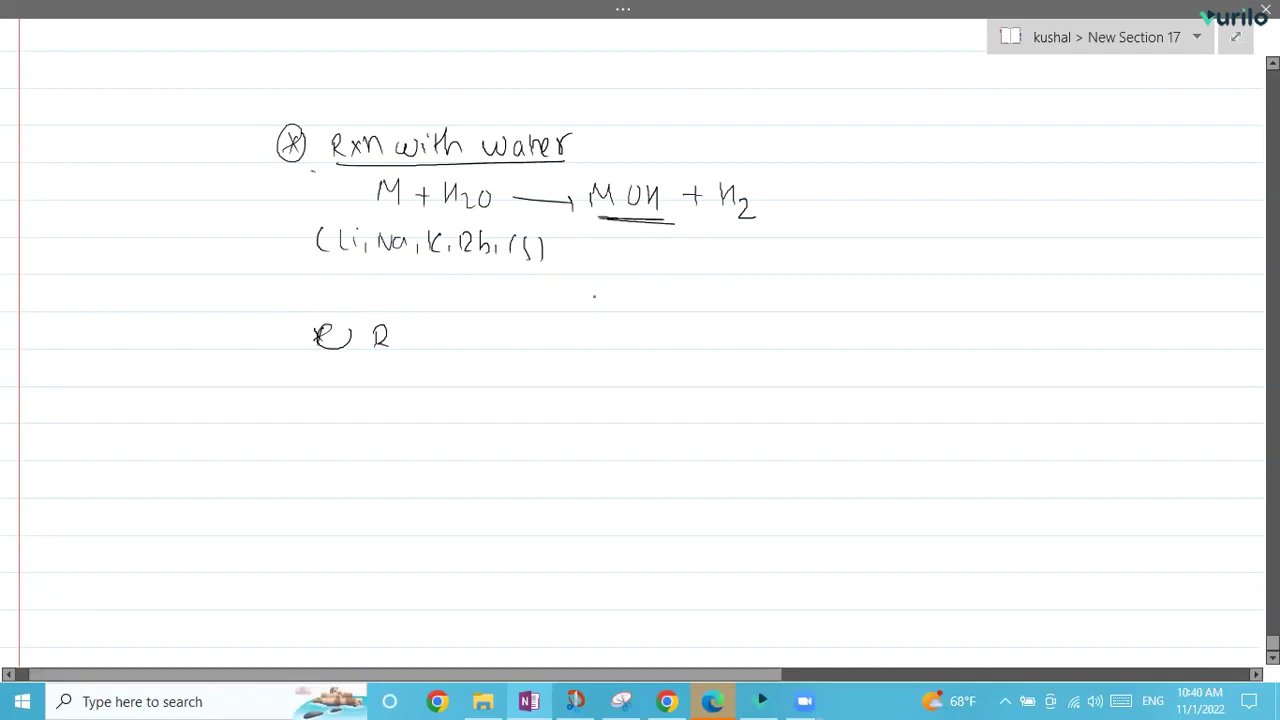 ...
vurilo
kushal > New Section 17
Rxn with water
M + H2O → MOH + H2
(Li, Na, K, Rb, Cs)
R
Type here to search
68°F
ENG
10:40 AM
11/1/2022